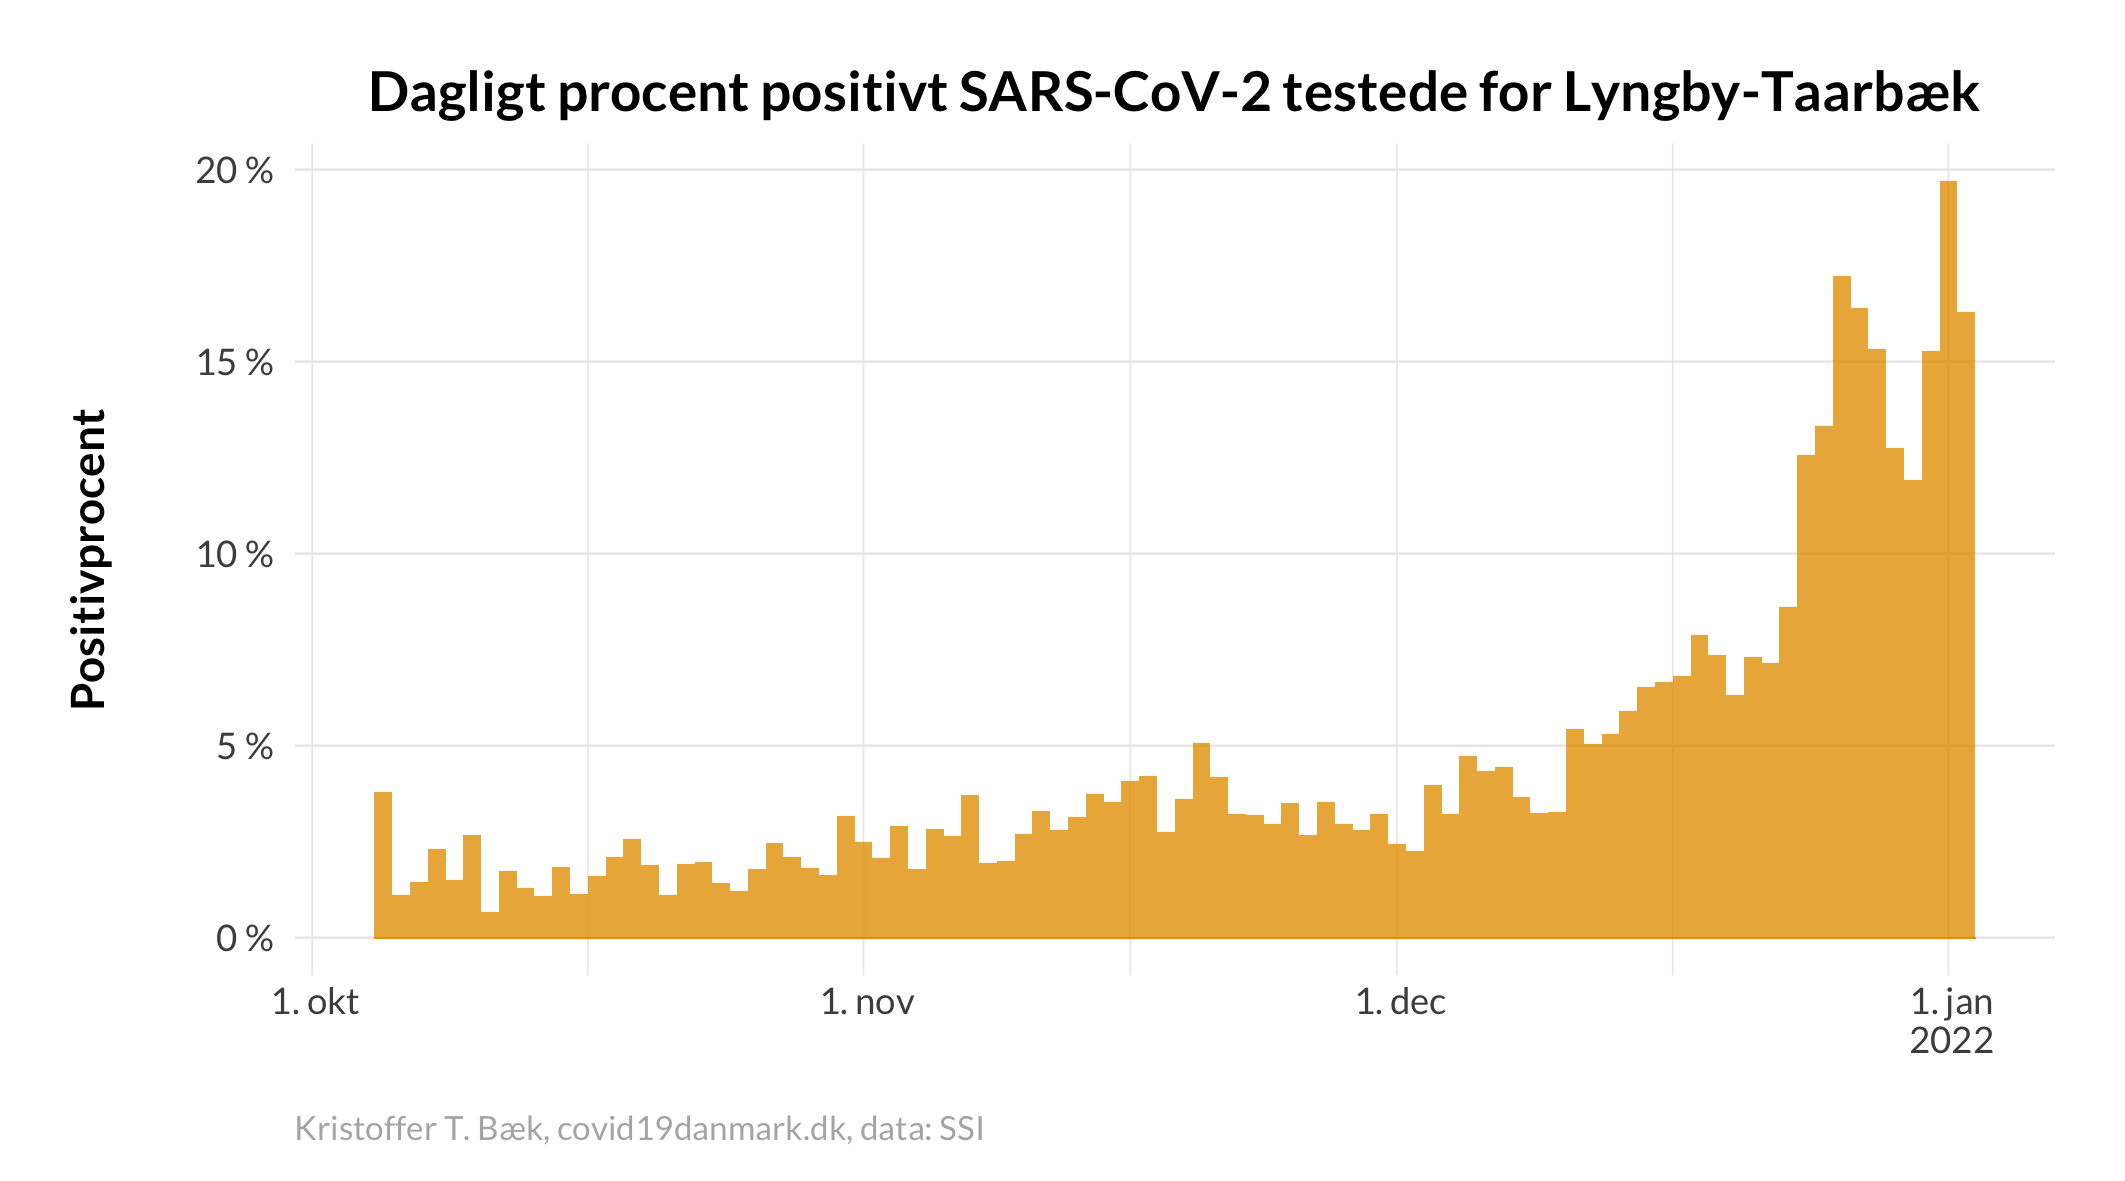 Dagligt procent positivt SARS-CoV-2 testede for Lyngby-Taarbæk
Positivprocent
20 %
15 %
10 %
5 %
0 %
1. okt
1. nov
1. dec
1. jan
2022
Kristoffer T. Bæk, covid19danmark.dk, data: SSI